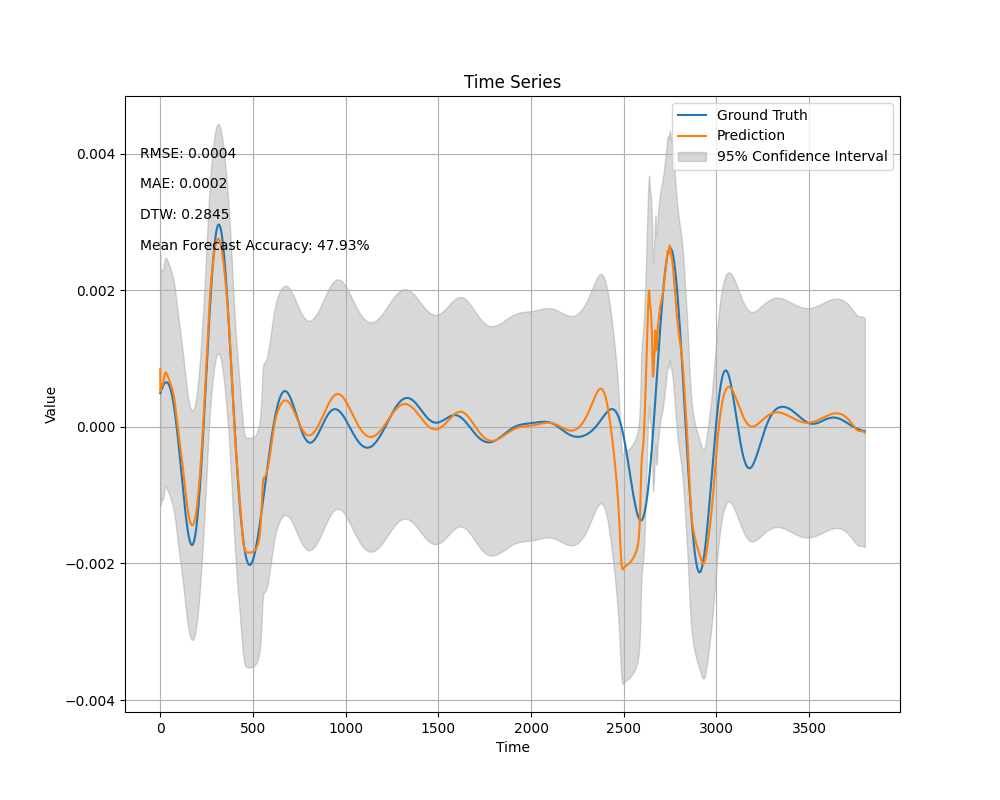 Time Series
Ground Truth
Prediction
95% Confidence Interval
RMSE: 0.0004
MAE: 0.0002
DTW: 0.2845
Mean Forecast Accuracy: 47.93%
Value
0.004
0.002
0.000
−0.002
−0.004
0 500 1000 1500 2000 2500 3000 3500
Time